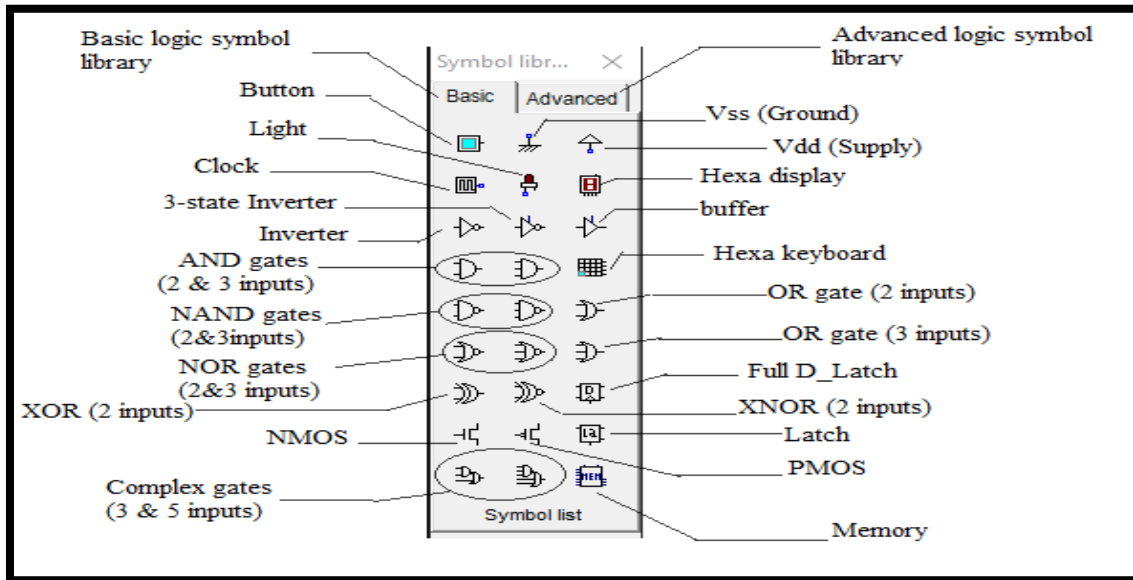 Basic logic symbol
library
Advanced logic symbol
library
Symbol libr...
Basic
Advanced
Button
Vss (Ground)
Light
Vdd (Supply)
Clock
Hexa display
3-state Inverter
buffer
Inverter
Hexa keyboard
AND gates
(2 & 3 inputs)
OR gate (2 inputs)
NAND gates
(2&3inputs)
OR gate (3 inputs)
NOR gates
(2&3 inputs)
Full D_Latch
XOR (2 inputs)
XNOR (2 inputs)
NMOS
Latch
PMOS
MEM
Complex gates
(3 & 5 inputs)
Symbol list
Memory